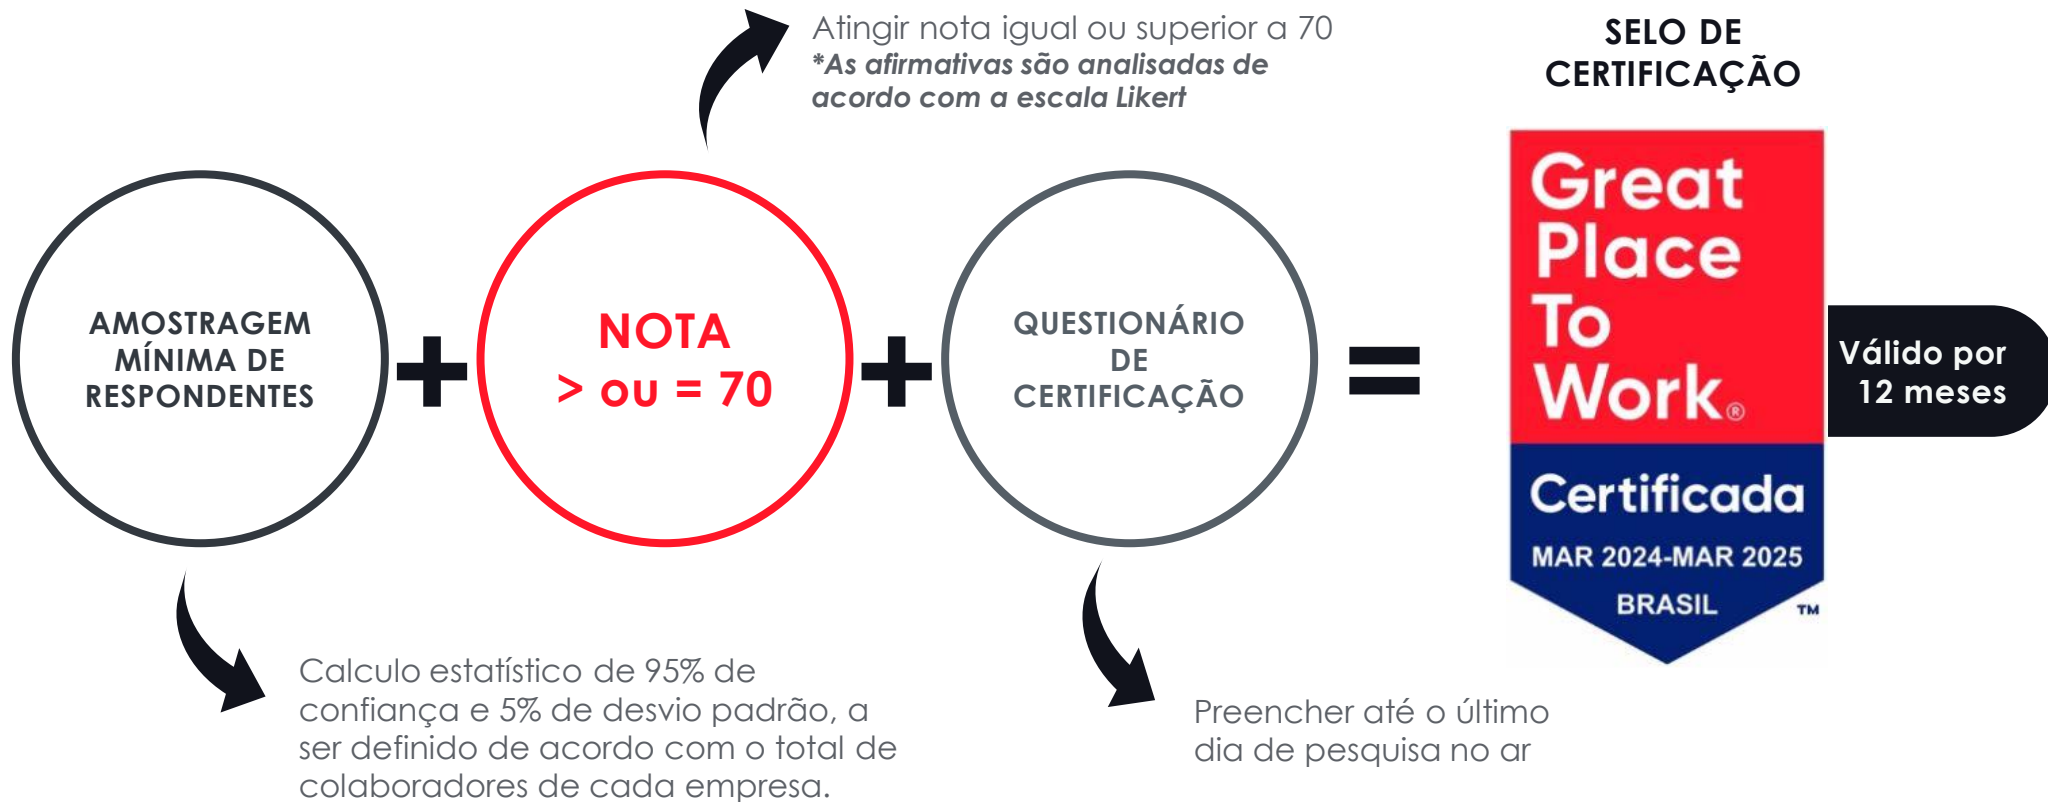 Atingir nota igual ou superior a 70
*As afirmativas são analisadas de
acordo com a escala Likert
SELO DE
CERTIFICAÇÃO
AMOSTRAGEM
MÍNIMA DE
RESPONDENTES
+
NOTA
> ou = 70
+
QUESTIONÁRIO
DE
CERTIFICAÇÃO
=
Great
Place
To
Work®
Certificada
MAR 2024-MAR 2025
BRASIL
TM
Válido por
12 meses
Calculo estatístico de 95% de
confiança e 5% de desvio padrão, a
ser definido de acordo com o total de
colaboradores de cada empresa.
Preencher até o último
dia de pesquisa no ar